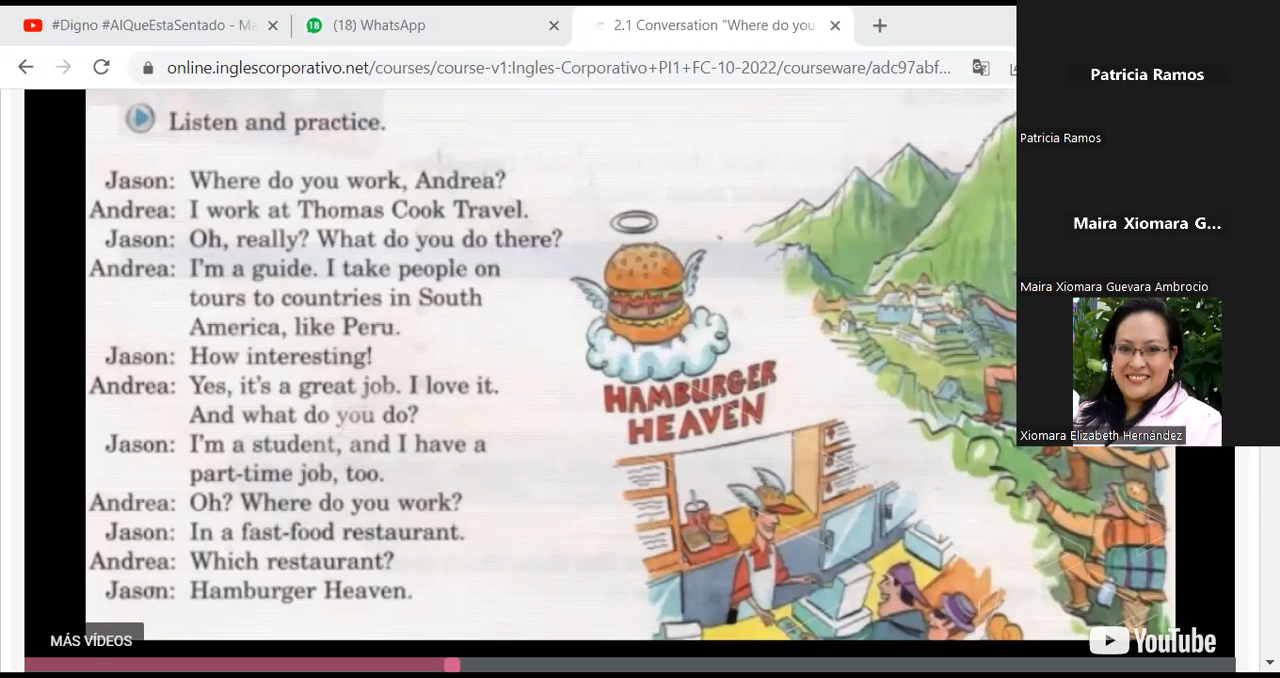 #Digno #AlQueEstaSentado - Ma
(18) WhatsApp
2.1 Conversation "Where do you
online.inglescorporativo.net/courses/course-v1:Ingles-Corporativo+PI1+FC-10-2022/courseware/adc97abf...
Listen and practice.
Jason: Where do you work, Andrea?
Andrea: I work at Thomas Cook Travel.
Jason: Oh, really? What do you do there?
Andrea: I'm a guide. I take people on
tours to countries in South
America, like Peru.
Jason: How interesting!
Andrea: Yes, it's a great job. I love it.
And what do you do?
Jason: I'm a student, and I have a
part-time job, too.
Andrea: Oh? Where do you work?
Jason: In a fast-food restaurant.
Andrea: Which restaurant?
Jason: Hamburger Heaven.
HAMBURGER
HEAVEN
MÁS VÍDEOS
YouTube
Patricia Ramos
Patricia Ramos
Maira Xiomara G...
Maira Xiomara Guevara Ambrocio
Xiomara Elizabeth Hernández